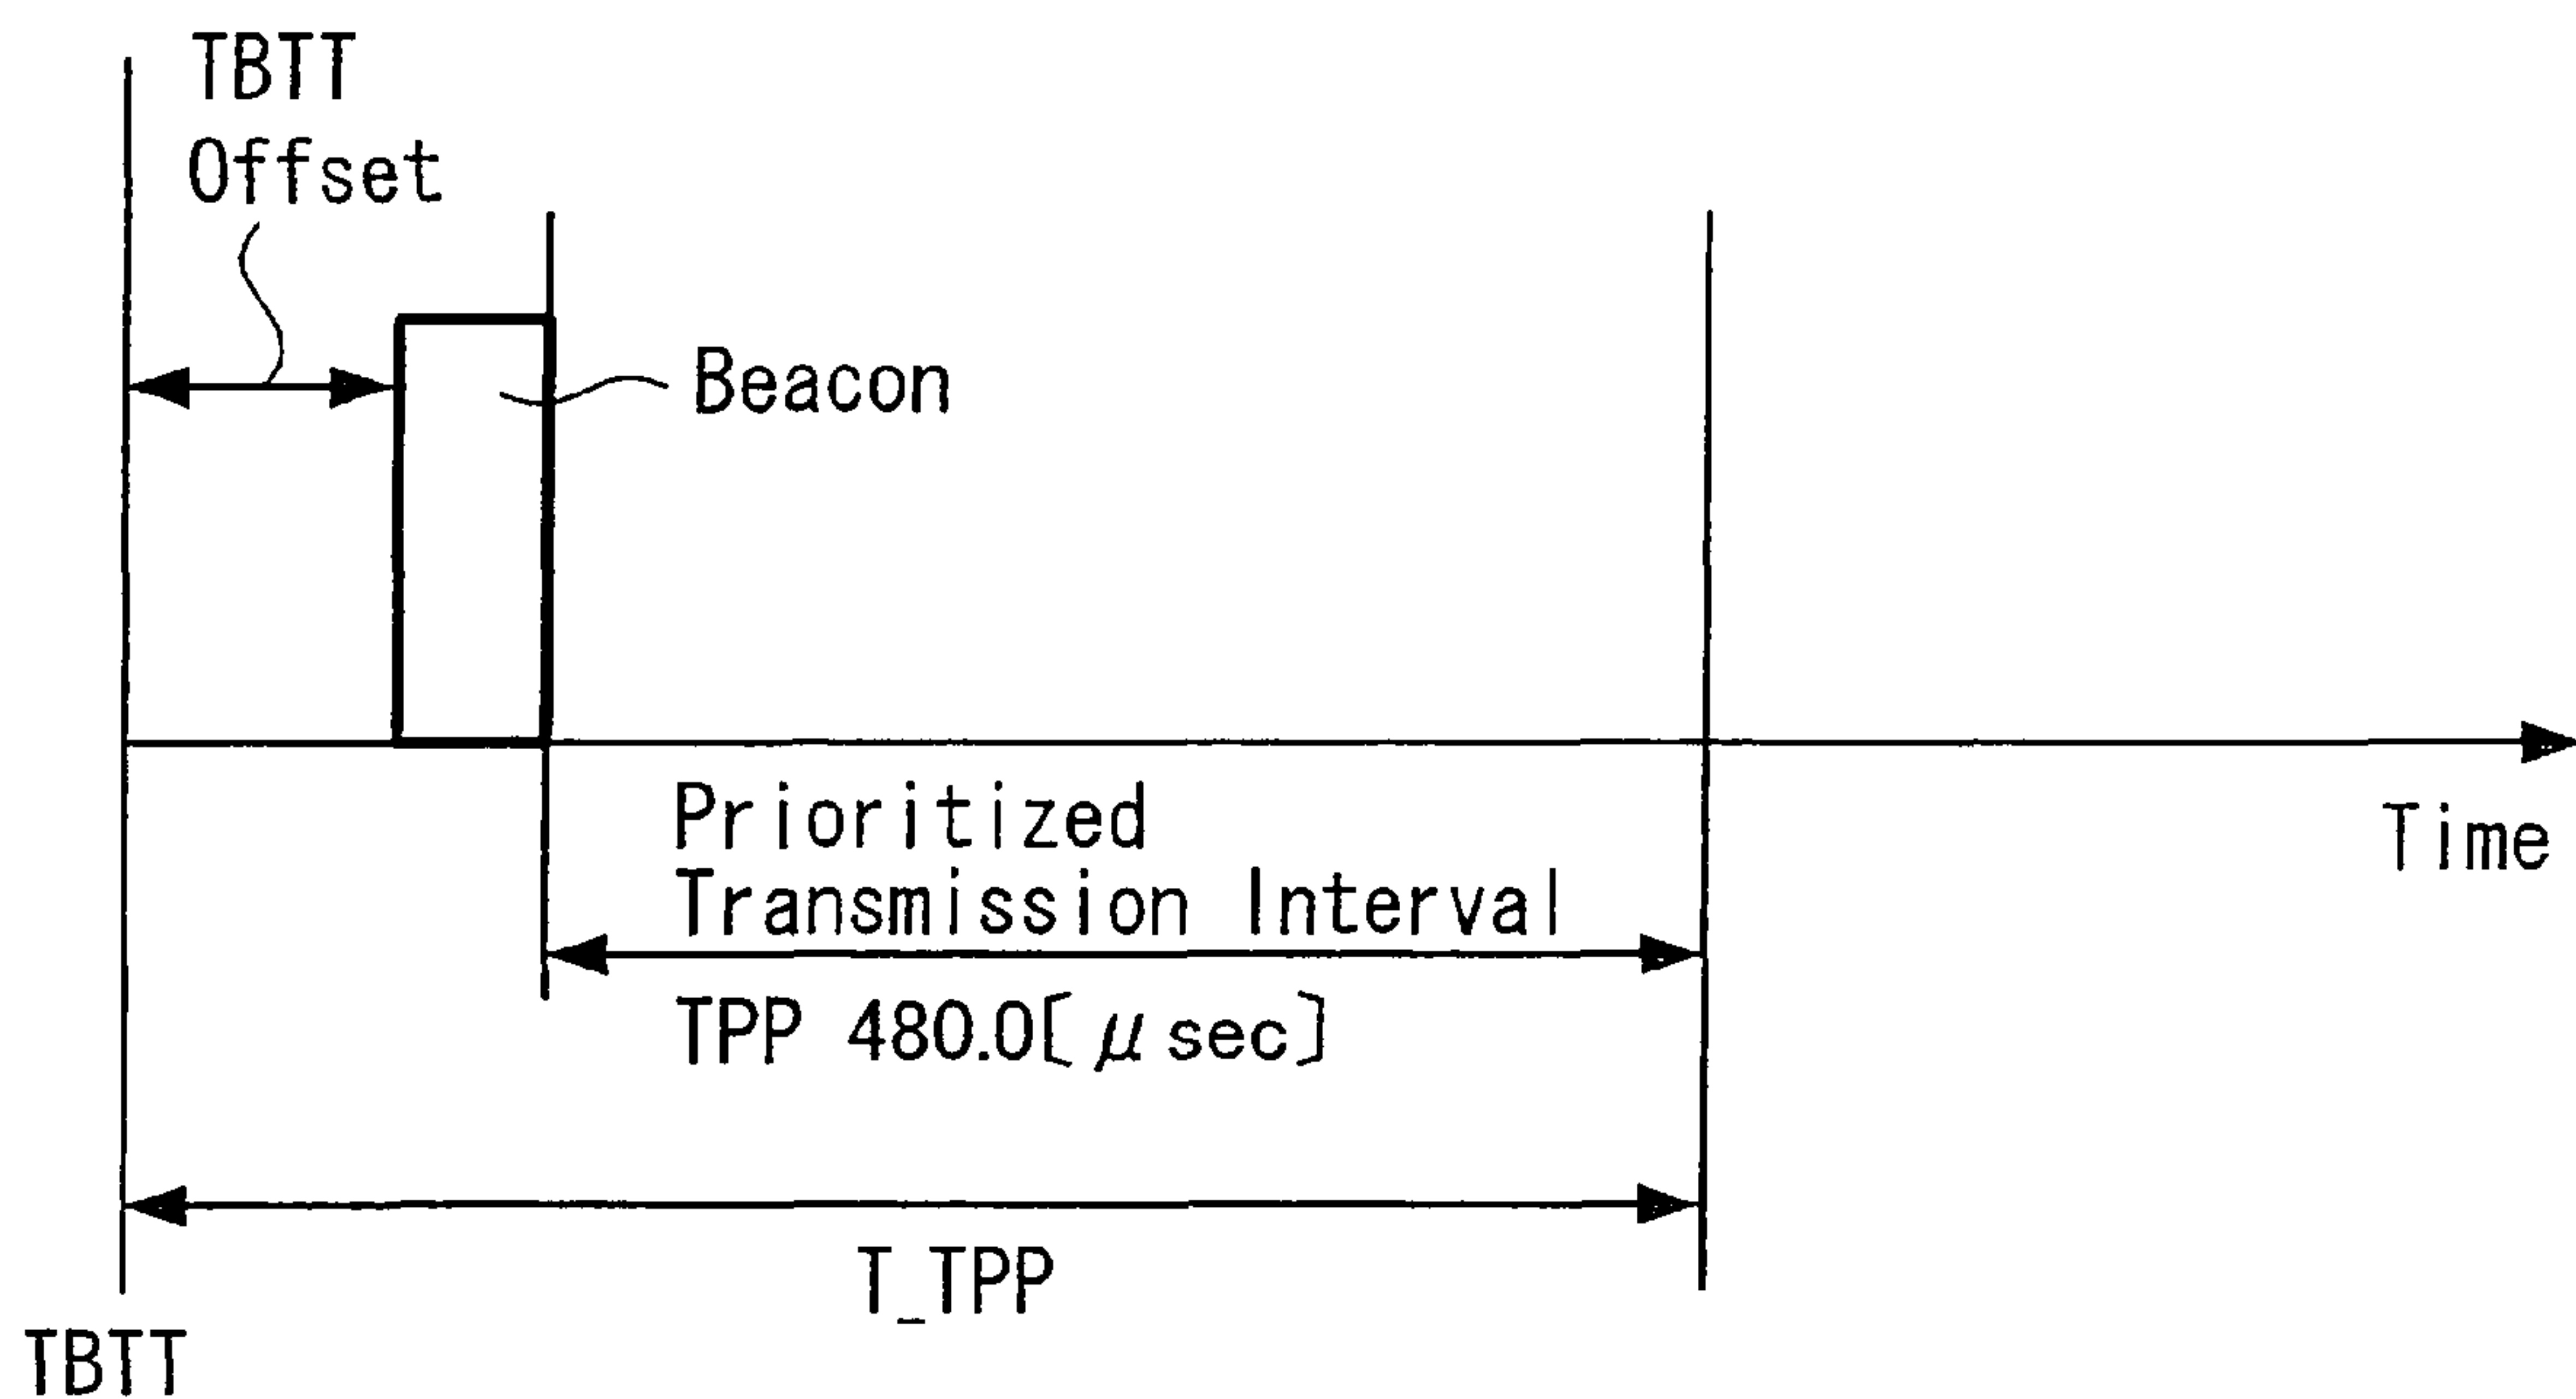 TBTT
Offset
Beacon
Prioritized
Transmission Interval
TPP 480.0〔μsec〕
Time
T_TPP
TBTT